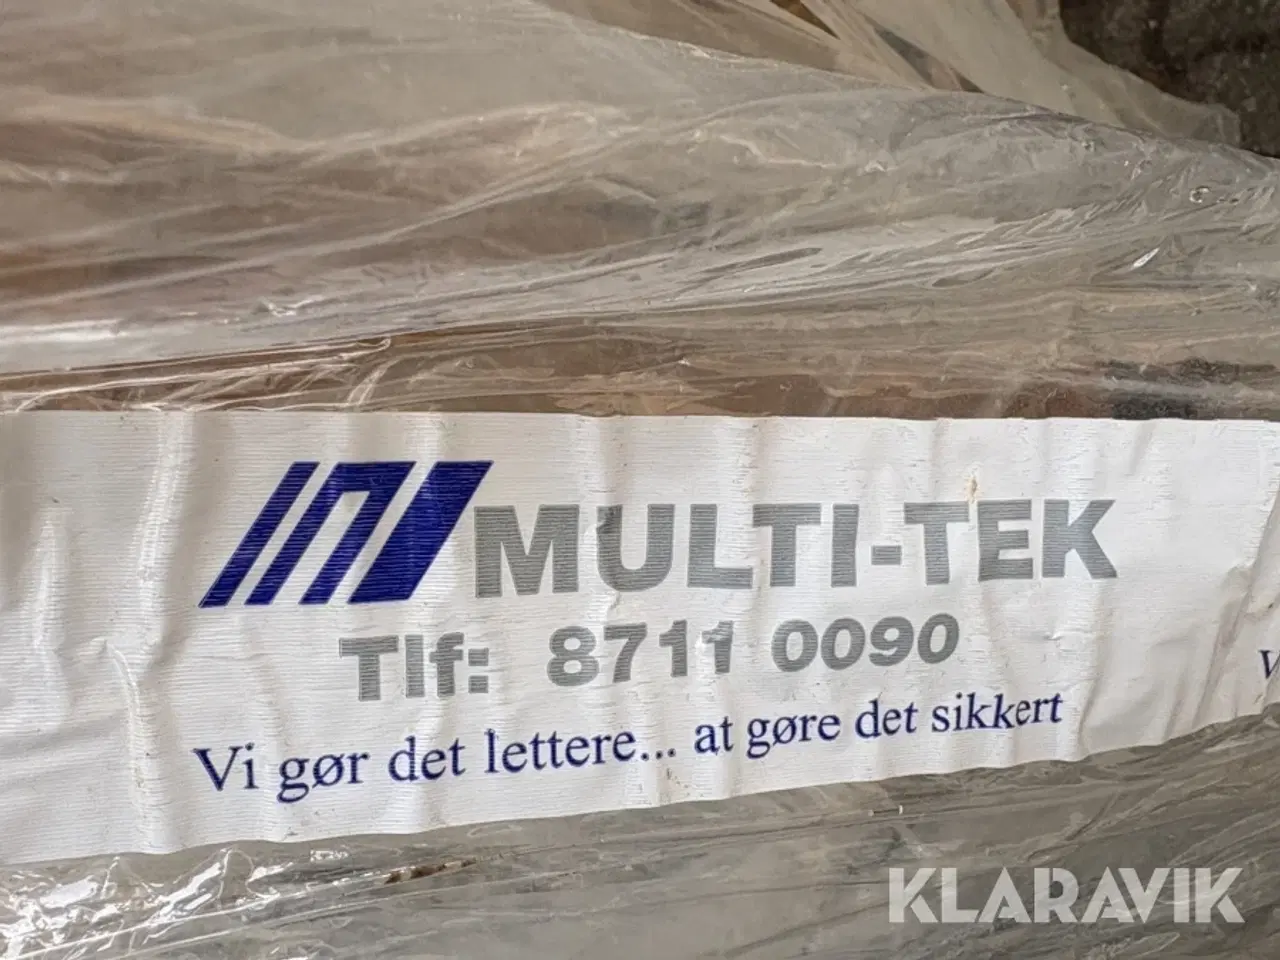 MULTI-TEK
Tlf: 8711 0090
Vi gør det lettere... at gøre det sikkert
V
KLARAVIK